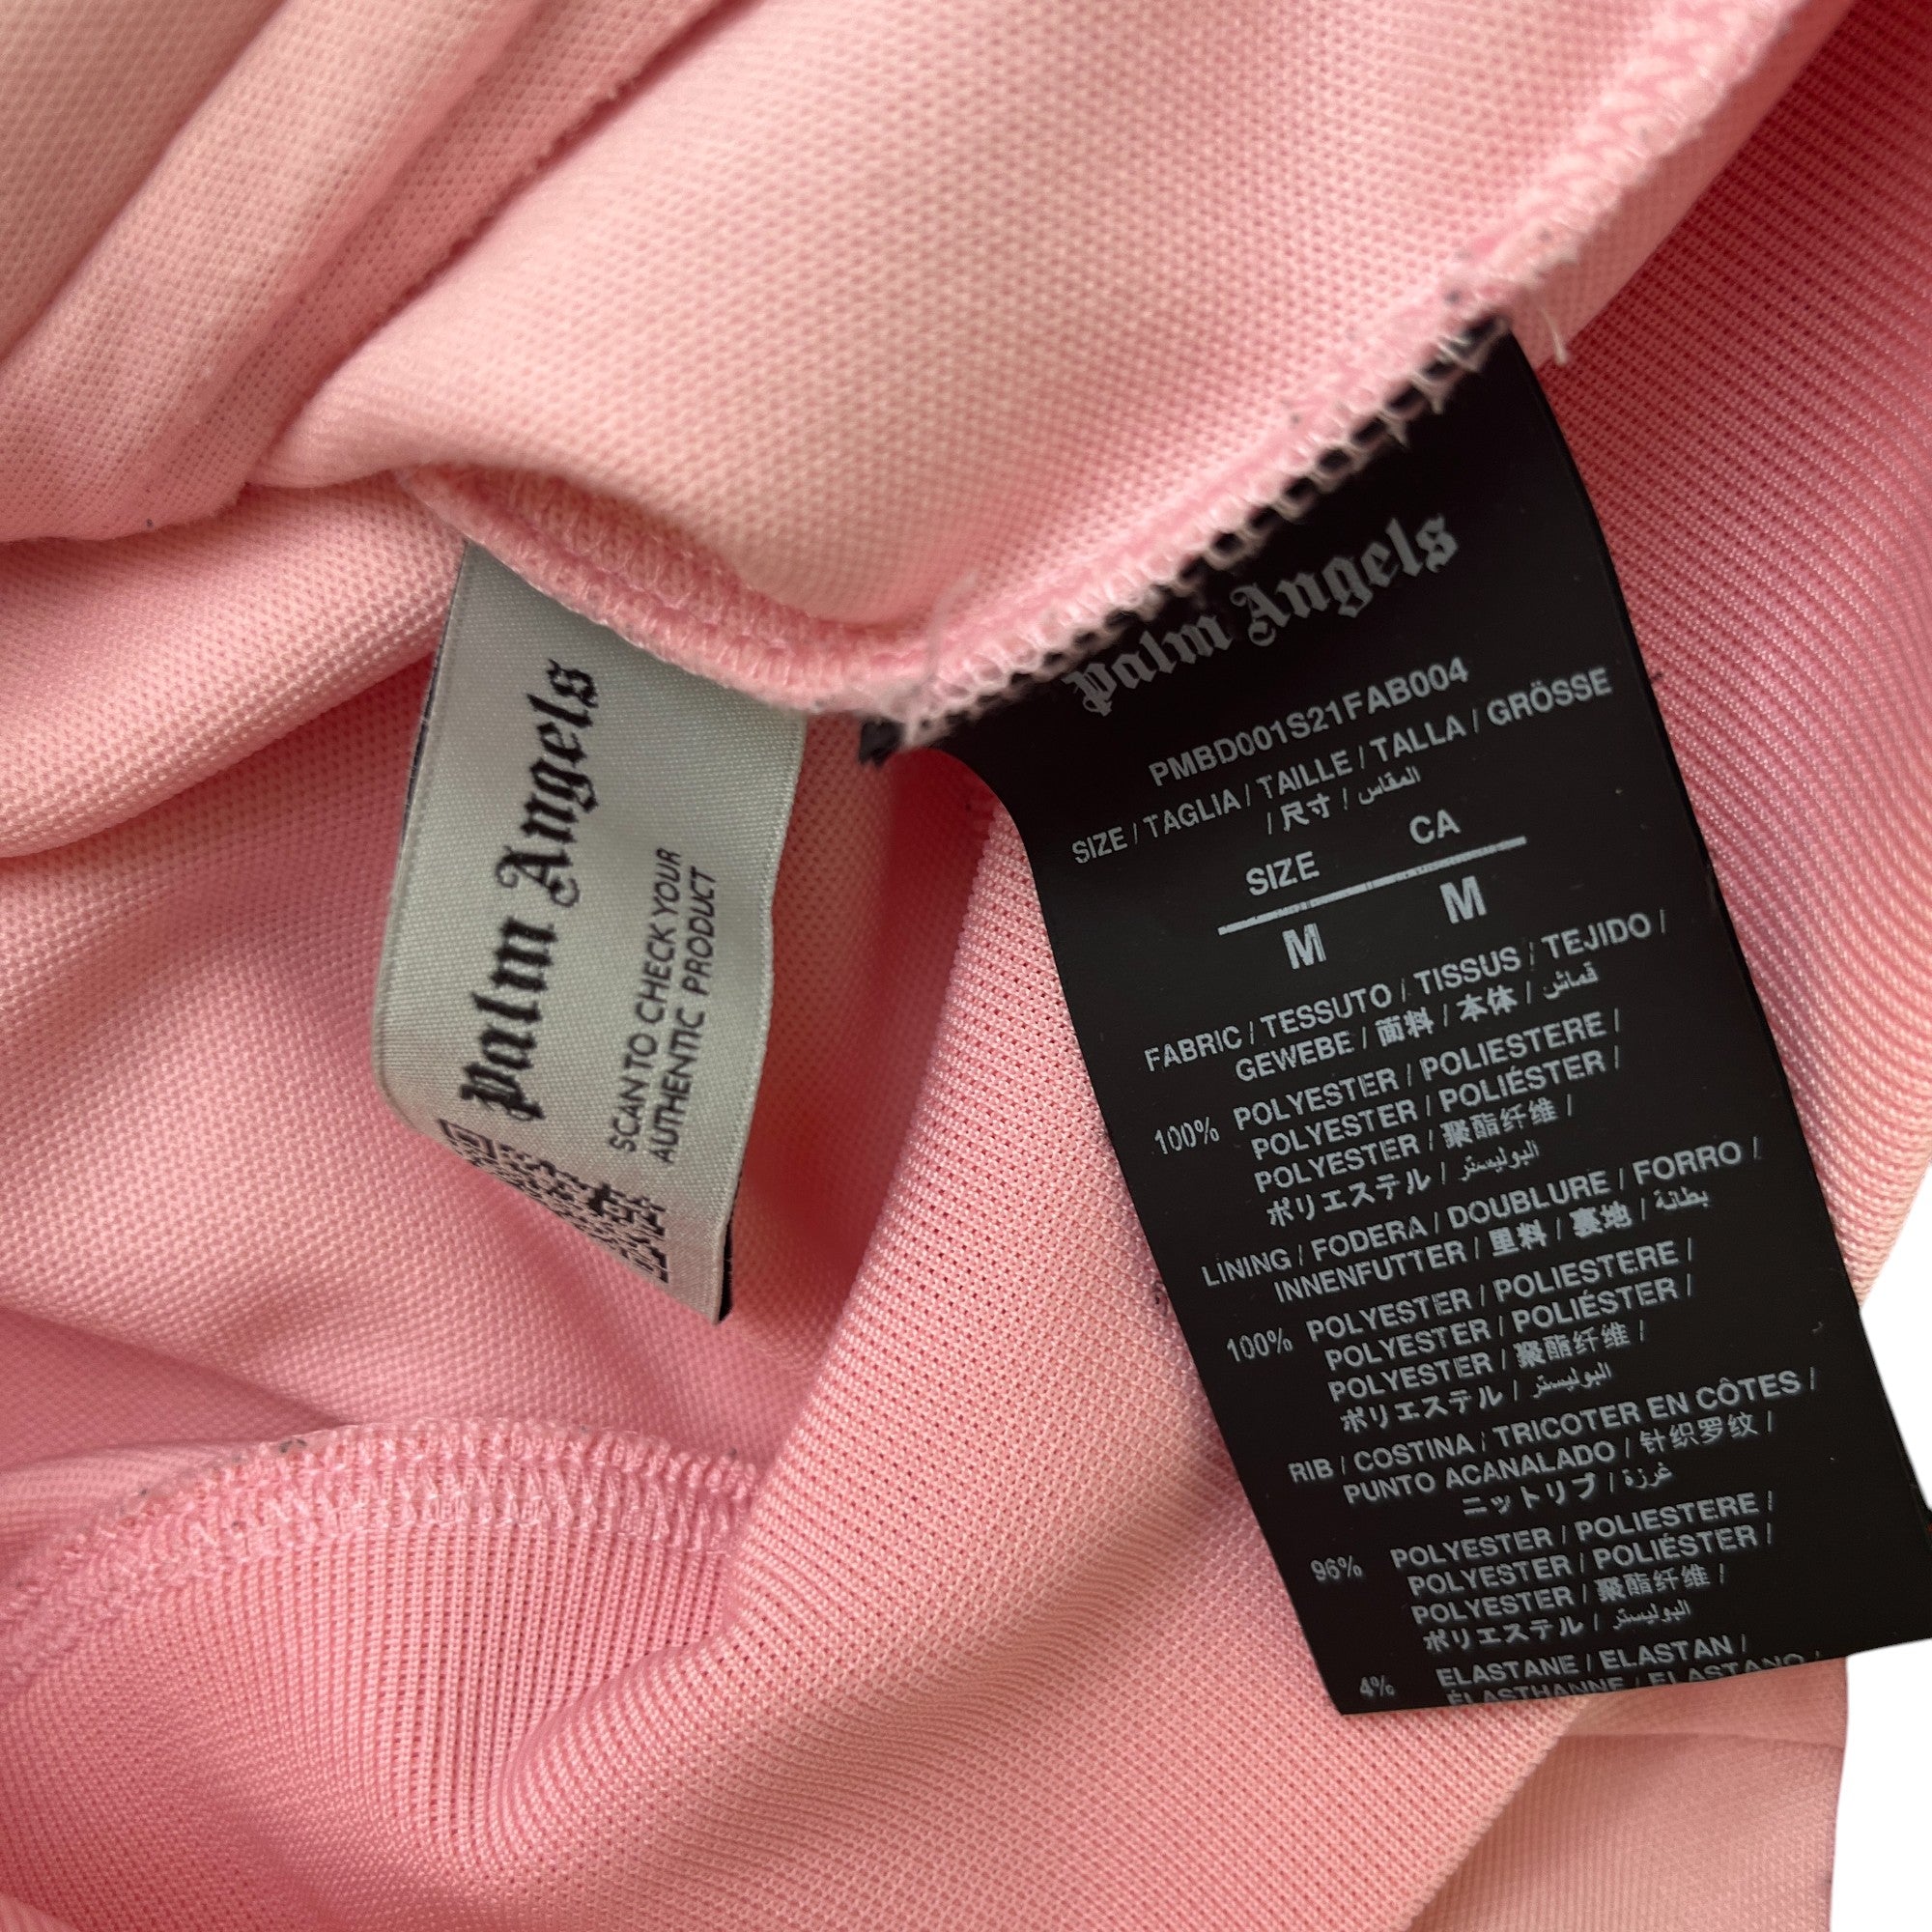 Palm Angels
SCAN TO CHECK YOUR
AUTHENTIC PRODUCT
Palm Angels
PMBD001S21FAB004
SIZE / TAGLIA / TAILLE / TALLA / GRÖSSE
/ 尺寸 / المقاس
SIZE CA
M M
FABRIC / TESSUTO / TISSUS / TEJIDO /
GEWEBE / 面料 / 本体 / قماش
100% POLYESTER / POLIESTERE /
POLYESTER / POLIÉSTER /
POLYESTER / 聚酯纤维 /
ポリエステル / البوليستر
LINING / FODERA / DOUBLURE / FORRO /
INNENFUTTER / 里料 / 裏地 / بطانة
100% POLYESTER / POLIESTERE /
POLYESTER / POLIÉSTER /
POLYESTER / 聚酯纤维 /
ポリエステル / البوليستر
RIB / COSTINA / TRICOTER EN CÔTES /
PUNTO ACANALADO / 针织罗纹 /
ニットリブ / غرزة
96% POLYESTER / POLIESTERE /
POLYESTER / POLIÉSTER /
POLYESTER / 聚酯纤维 /
ポリエステル / البوليستر
4% ELASTANE / ELASTAN /
ÉLASTHANNE / ELASTANO /